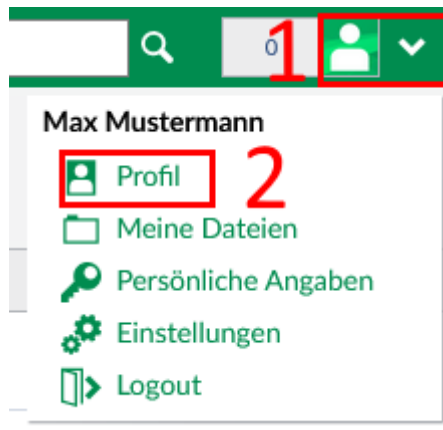 0 1
Max Mustermann
Profil 2
Meine Dateien
Persönliche Angaben
Einstellungen
Logout